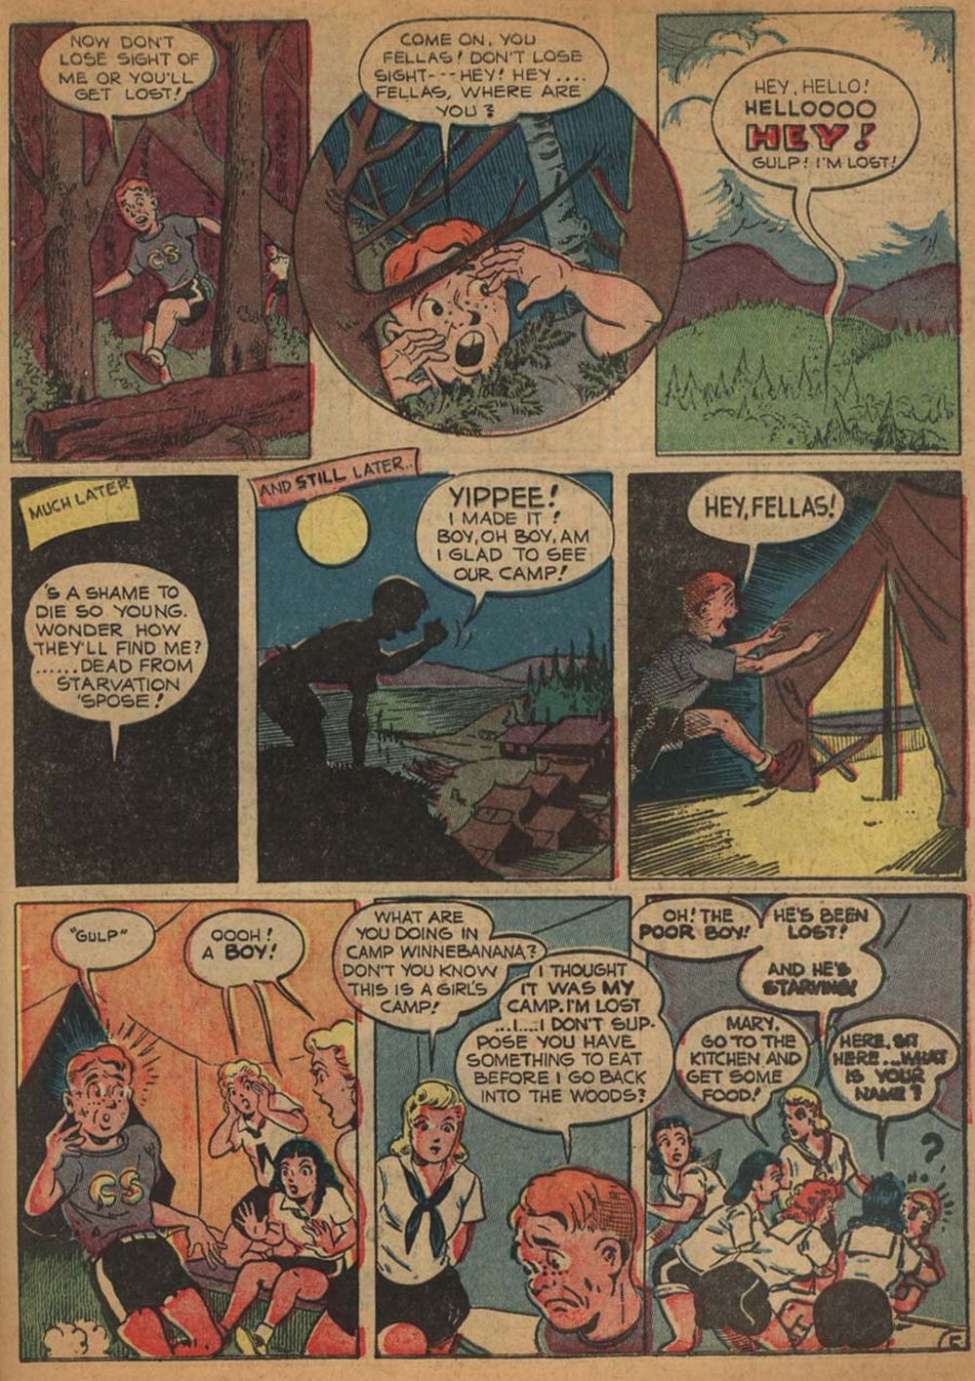 NOW DON'T
LOSE SIGHT OF
ME OR YOU'LL
GET LOST!
CS
COME ON, YOU
FELLAS! DON'T LOSE
SIGHT--- HEY! HEY....
FELLAS, WHERE ARE
YOU?
HEY, HELLO!
HELLOOOO
HEY!
GULP! I'M LOST!
MUCH LATER
'S A SHAME TO
DIE SO YOUNG.
WONDER HOW
THEY'LL FIND ME?
......DEAD FROM
STARVATION
'SPOSE!
AND STILL LATER...
YIPPEE!
I MADE IT!
BOY, OH BOY, AM
I GLAD TO SEE
OUR CAMP!
HEY, FELLAS!
"GULP"
OOOH!
A BOY!
CS
WHAT ARE
YOU DOING IN
CAMP WINNEBANANA?
DON'T YOU KNOW
THIS IS A GIRL'S
CAMP!
I THOUGHT
IT WAS MY
CAMP. I'M LOST
...I....I DON'T SUP-
POSE YOU HAVE
SOMETHING TO EAT
BEFORE I GO BACK
INTO THE WOODS?
OH! THE
POOR BOY!
HE'S BEEN
LOST!
AND HE'S
STARVING!
MARY,
GO TO THE
KITCHEN AND
GET SOME
FOOD!
HERE, SIT
HERE...WHAT
IS YOUR
NAME?
?
5